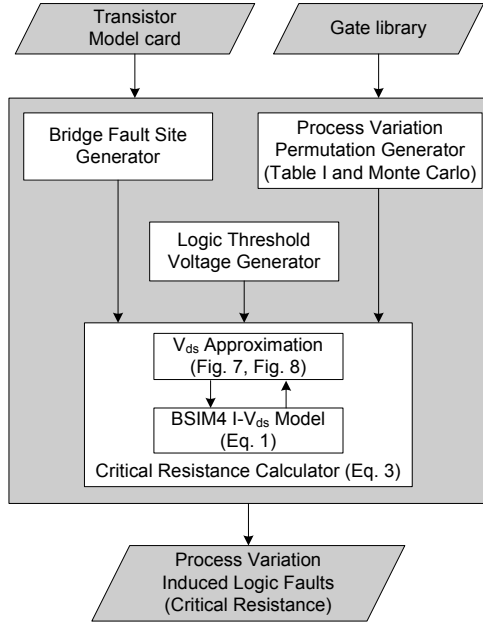 Transistor
Model card
Gate library
Bridge Fault Site
Generator
Process Variation
Permutation Generator
(Table I and Monte Carlo)
Logic Threshold
Voltage Generator
Vds Approximation
(Fig. 7, Fig. 8)
BSIM4 I-Vds Model
(Eq. 1)
Critical Resistance Calculator (Eq. 3)
Process Variation
Induced Logic Faults
(Critical Resistance)